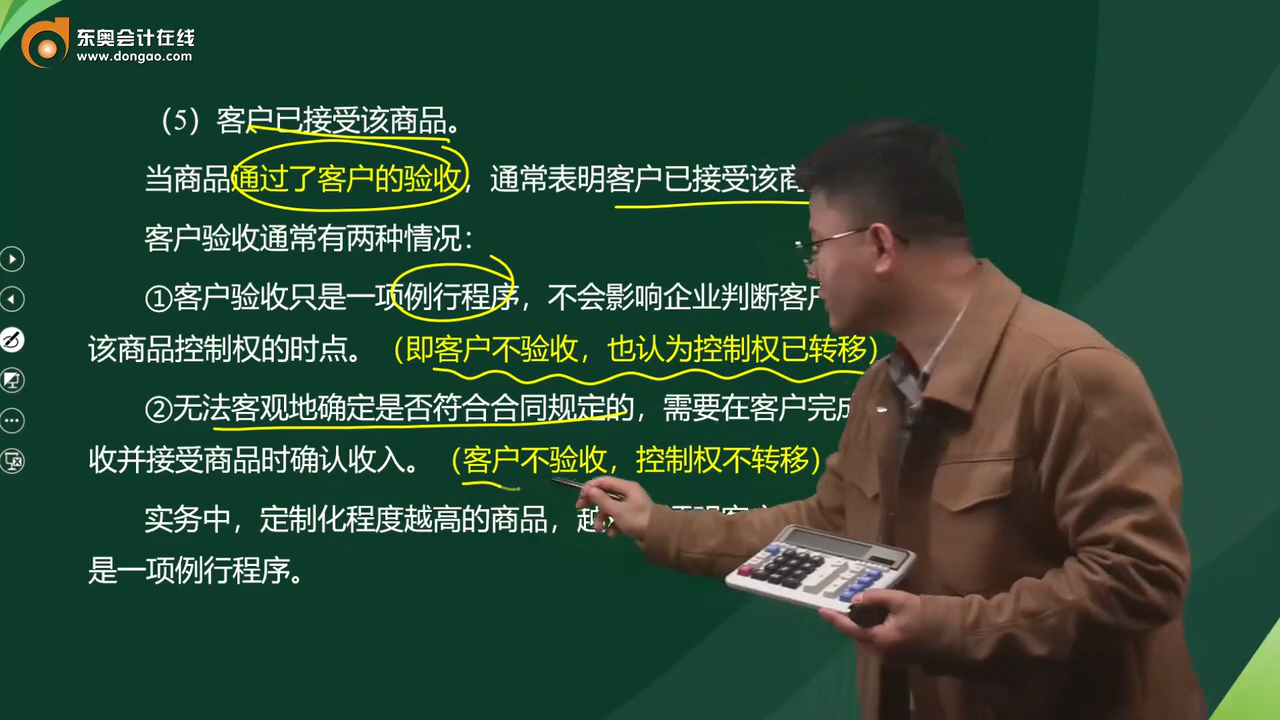 东奥会计在线
www.dongao.com
（5）客户已接受该商品。
当商品通过了客户的验收，通常表明客户已接受该商
客户验收通常有两种情况：
①客户验收只是一项例行程序，不会影响企业判断客户
该商品控制权的时点。（即客户不验收，也认为控制权已转移）
②无法客观地确定是否符合合同规定的，需要在客户完成
收并接受商品时确认收入。（客户不验收，控制权不转移）
实务中，定制化程度越高的商品，越
是一项例行程序。